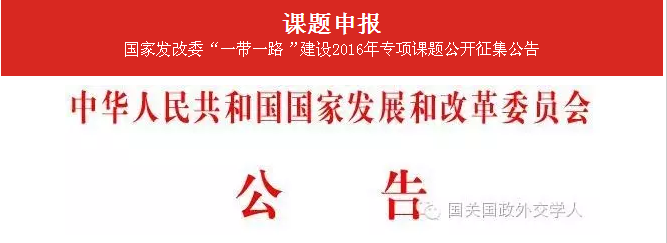 课题申报
国家发改委“一带一路”建设2016年专项课题公开征集公告
中华人民共和国国家发展和改革委员会
公 告
国关国政外交学人